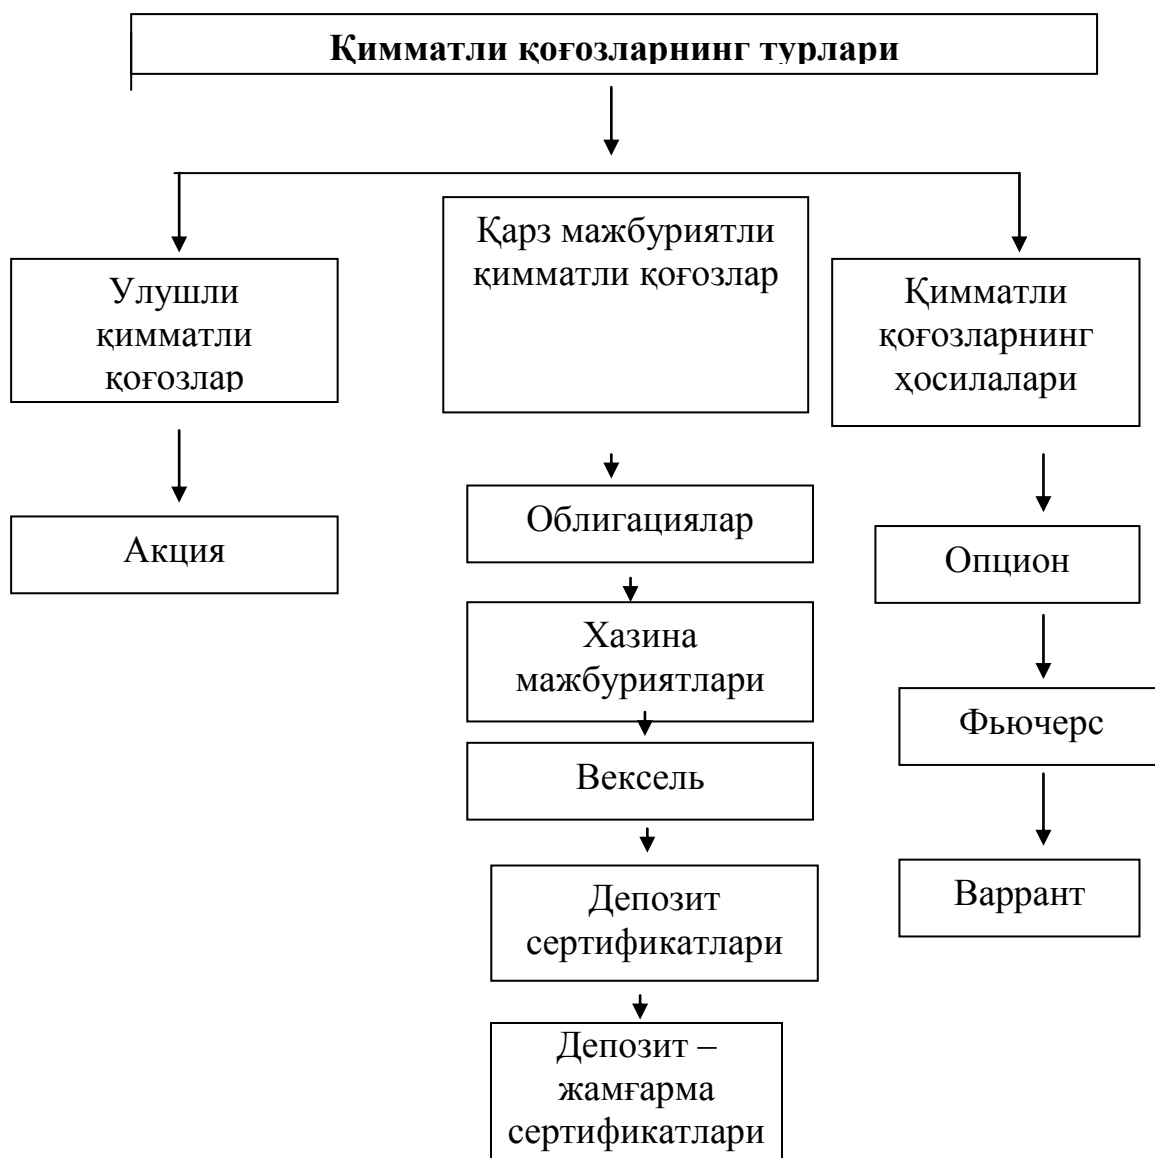 Қимматли қоғозларнинг турлари
Улушли
қимматли
қоғозлар
Қарз мажбуриятли
қимматли қоғозлар
Қимматли
қоғозларнинг
ҳосилалари
Акция
Облигациялар
Хазина
мажбуриятлари
Вексель
Депозит
сертификатлари
Депозит –
жамғарма
сертификатлари
Опцион
Фьючерс
Варрант